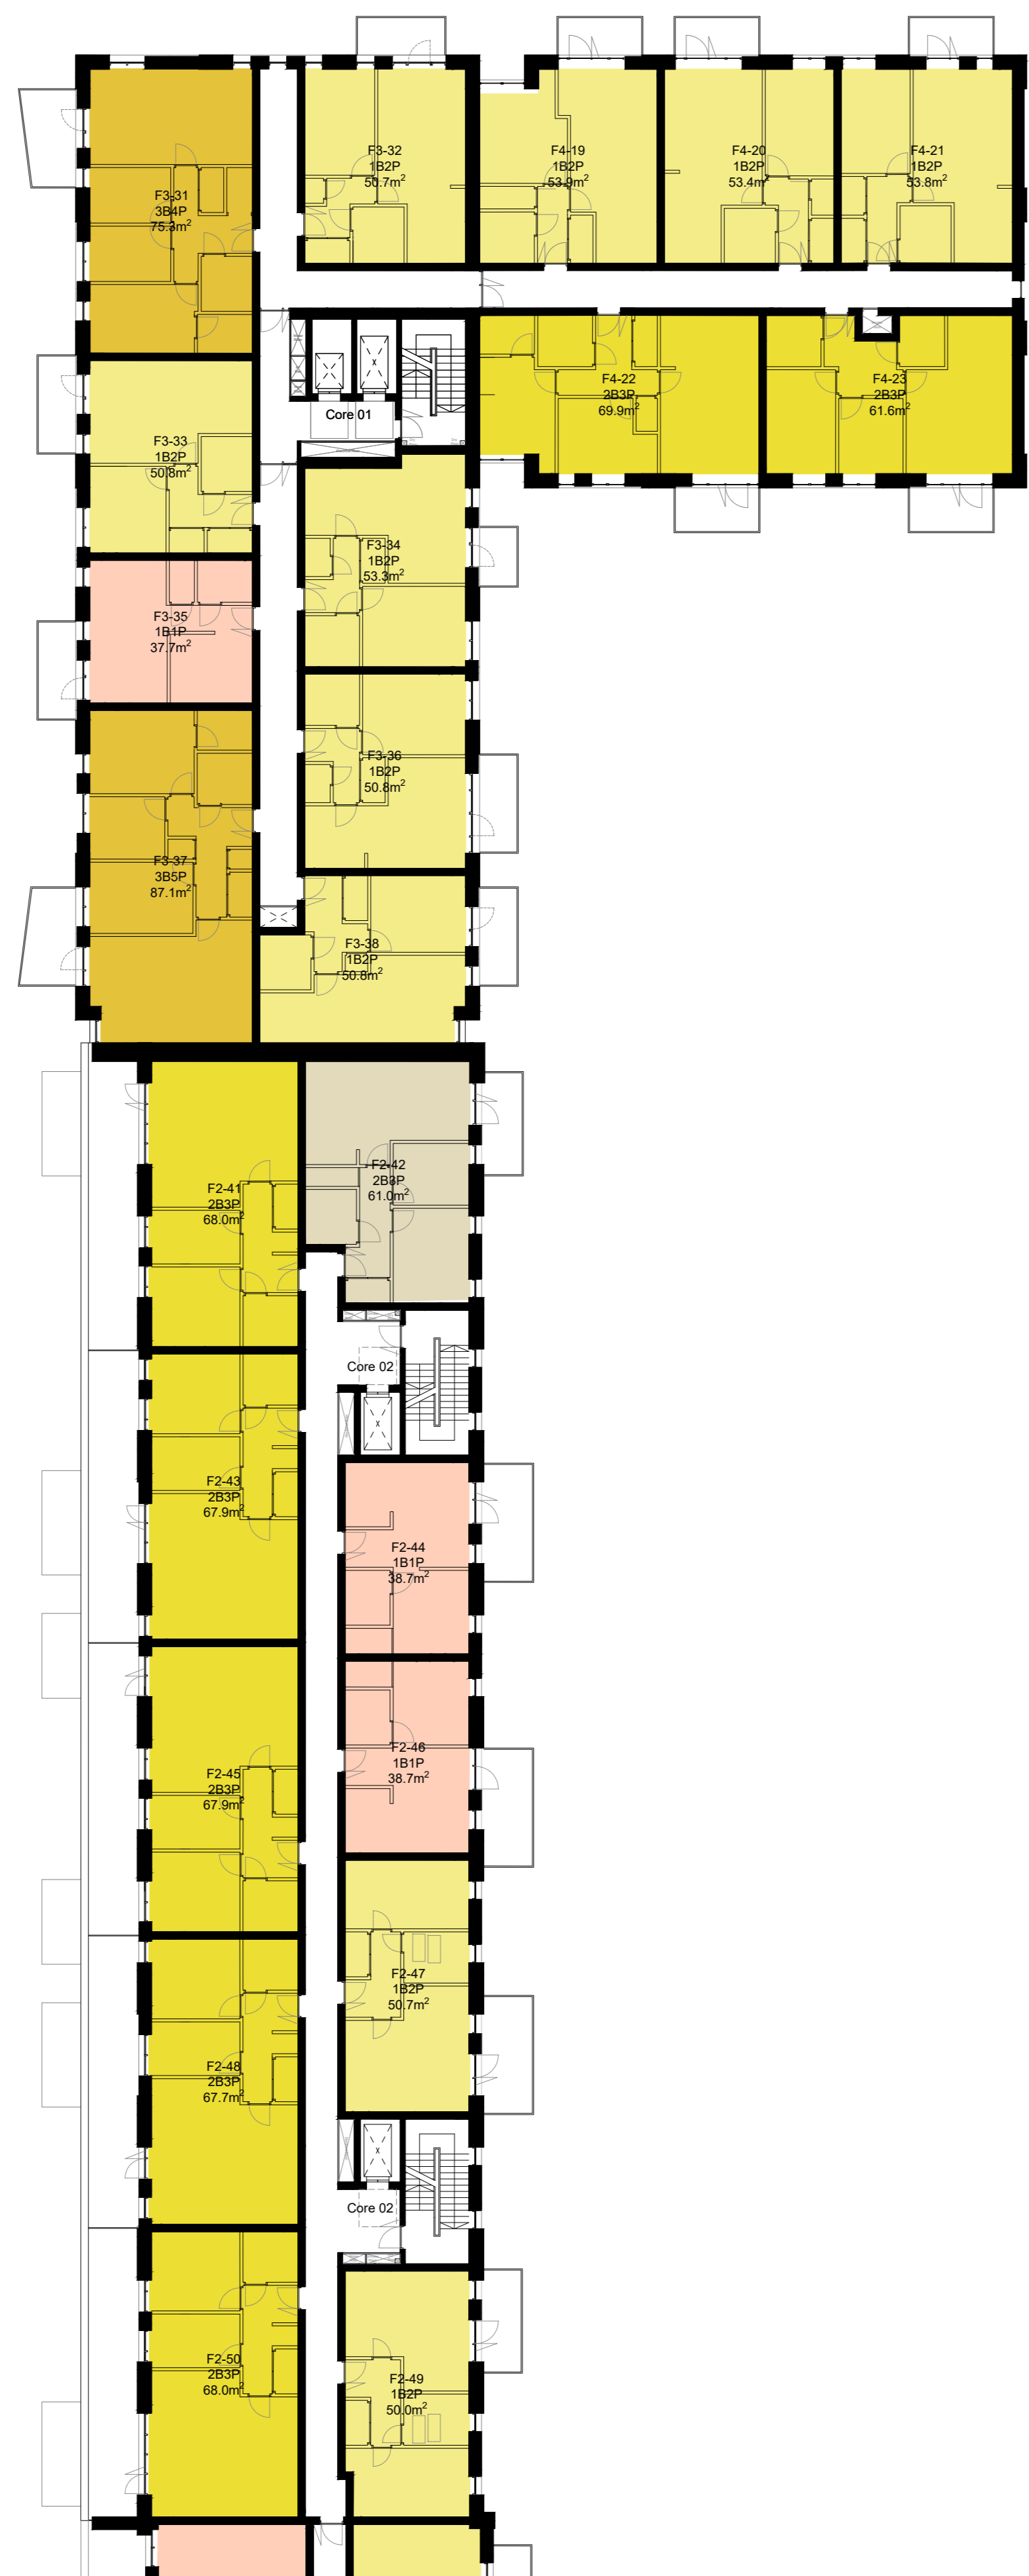 F3-31
3B4P
75.3m²
F3-32
1B2P
50.7m²
F4-19
1B2P
53.9m²
F4-20
1B2P
53.4m²
F4-21
1B2P
53.8m²
F4-22
2B3P
69.9m²
F4-23
2B3P
61.6m²
Core 01
F3-33
1B2P
50.8m²
F3-34
1B2P
53.3m²
F3-35
1B1P
37.7m²
F3-36
1B2P
50.8m²
F3-37
3B5P
87.1m²
F3-38
1B2P
50.8m²
F2-41
2B3P
68.0m²
F2-42
2B3P
61.0m²
Core 02
F2-43
2B3P
67.9m²
F2-44
1B1P
38.7m²
F2-45
2B3P
67.9m²
F2-46
1B1P
38.7m²
F2-47
1B2P
50.7m²
F2-48
2B3P
67.7m²
Core 02
F2-50
2B3P
68.0m²
F2-49
1B2P
50.0m²